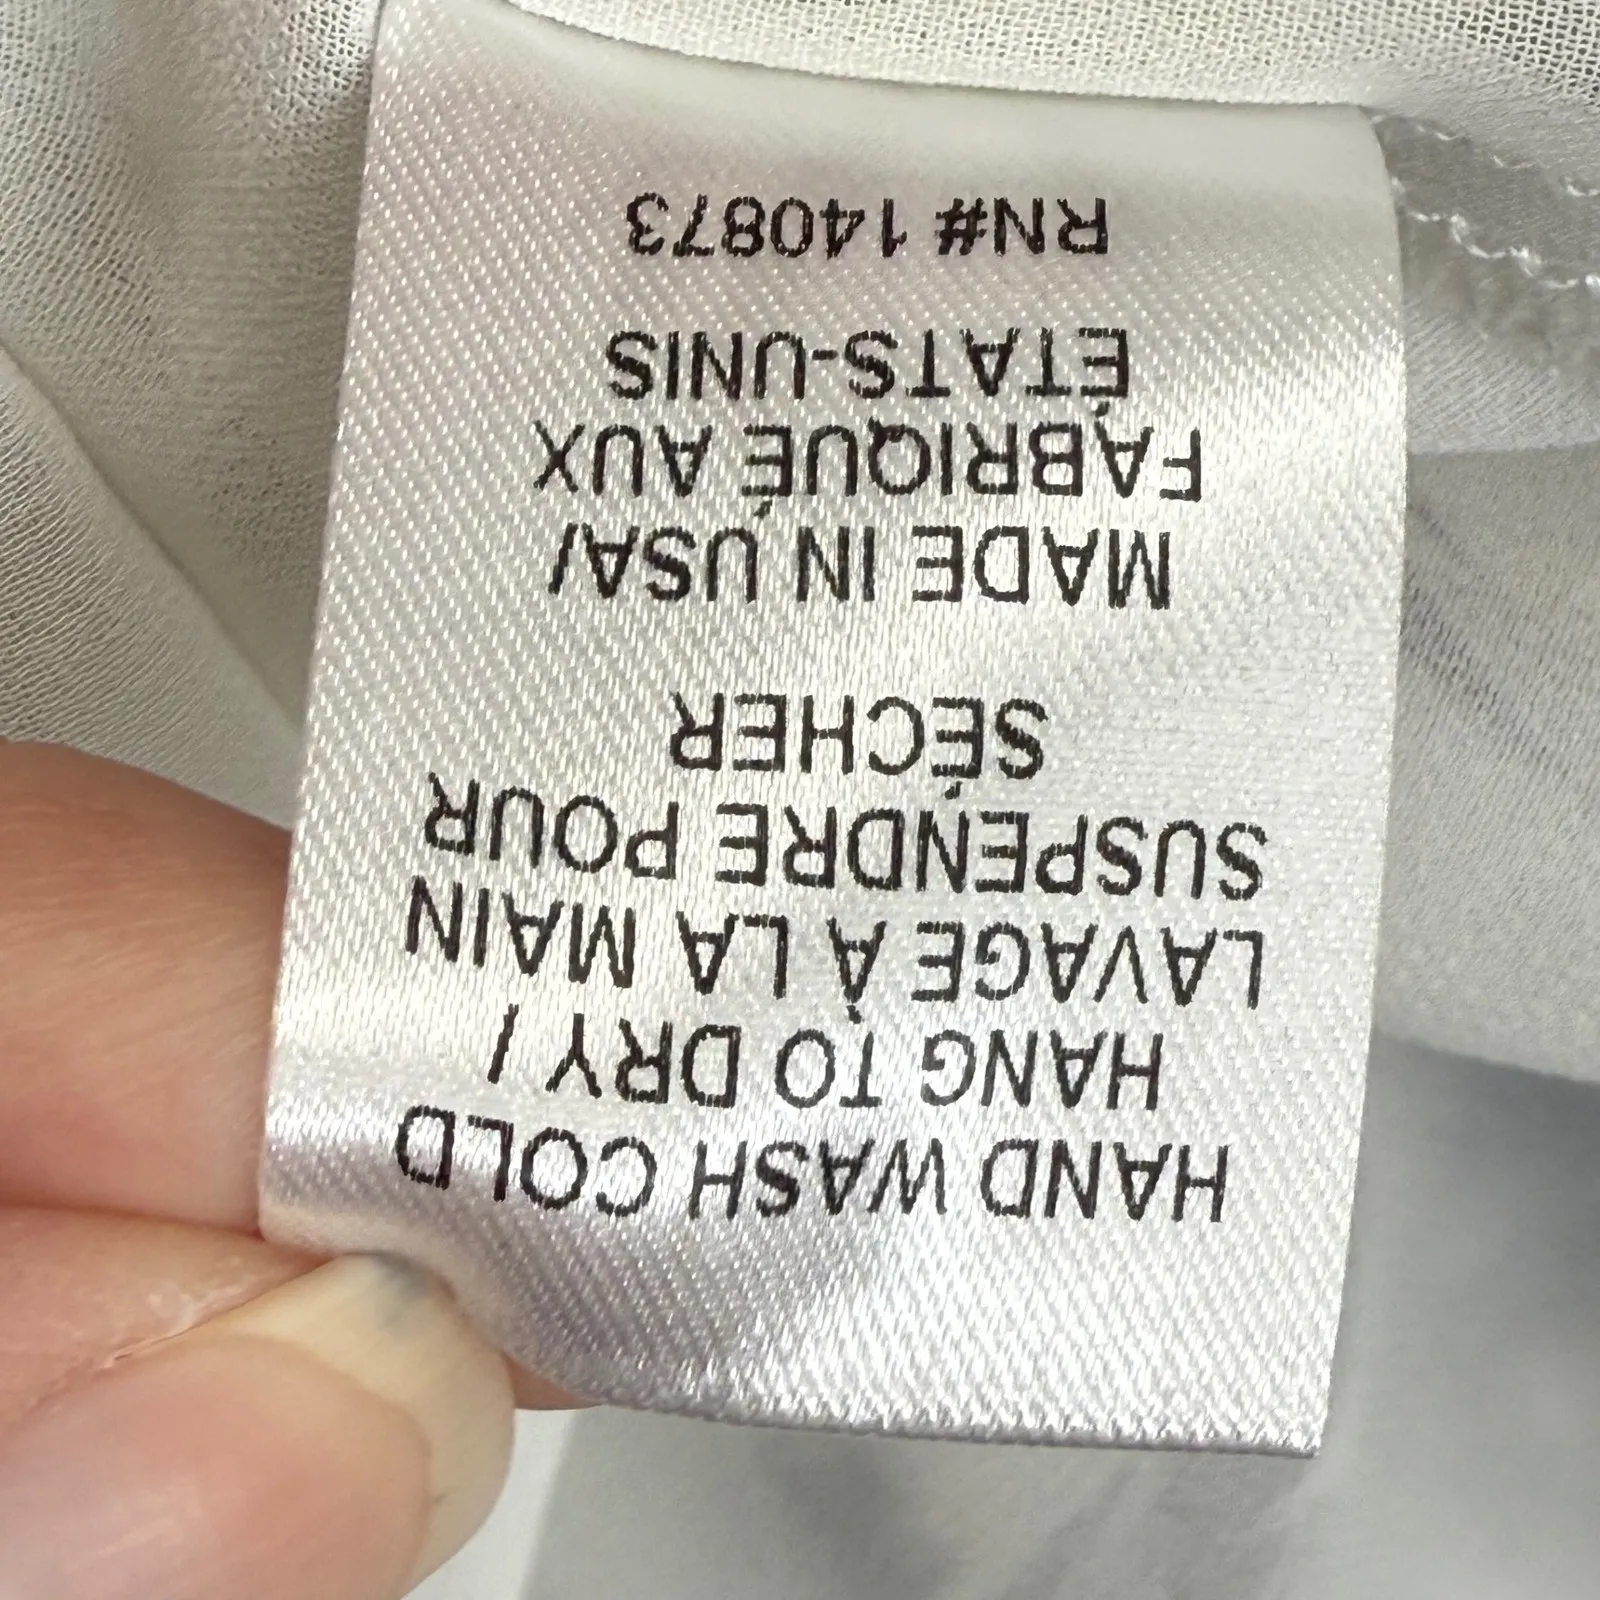 HAND WASH COLD
HANG TO DRY /
LAVAGE À LA MAIN
SUSPENDRE POUR
SÉCHER
MADE IN USA/
FABRIQUÉ AUX
ÉTATS-UNIS
RN# 140873